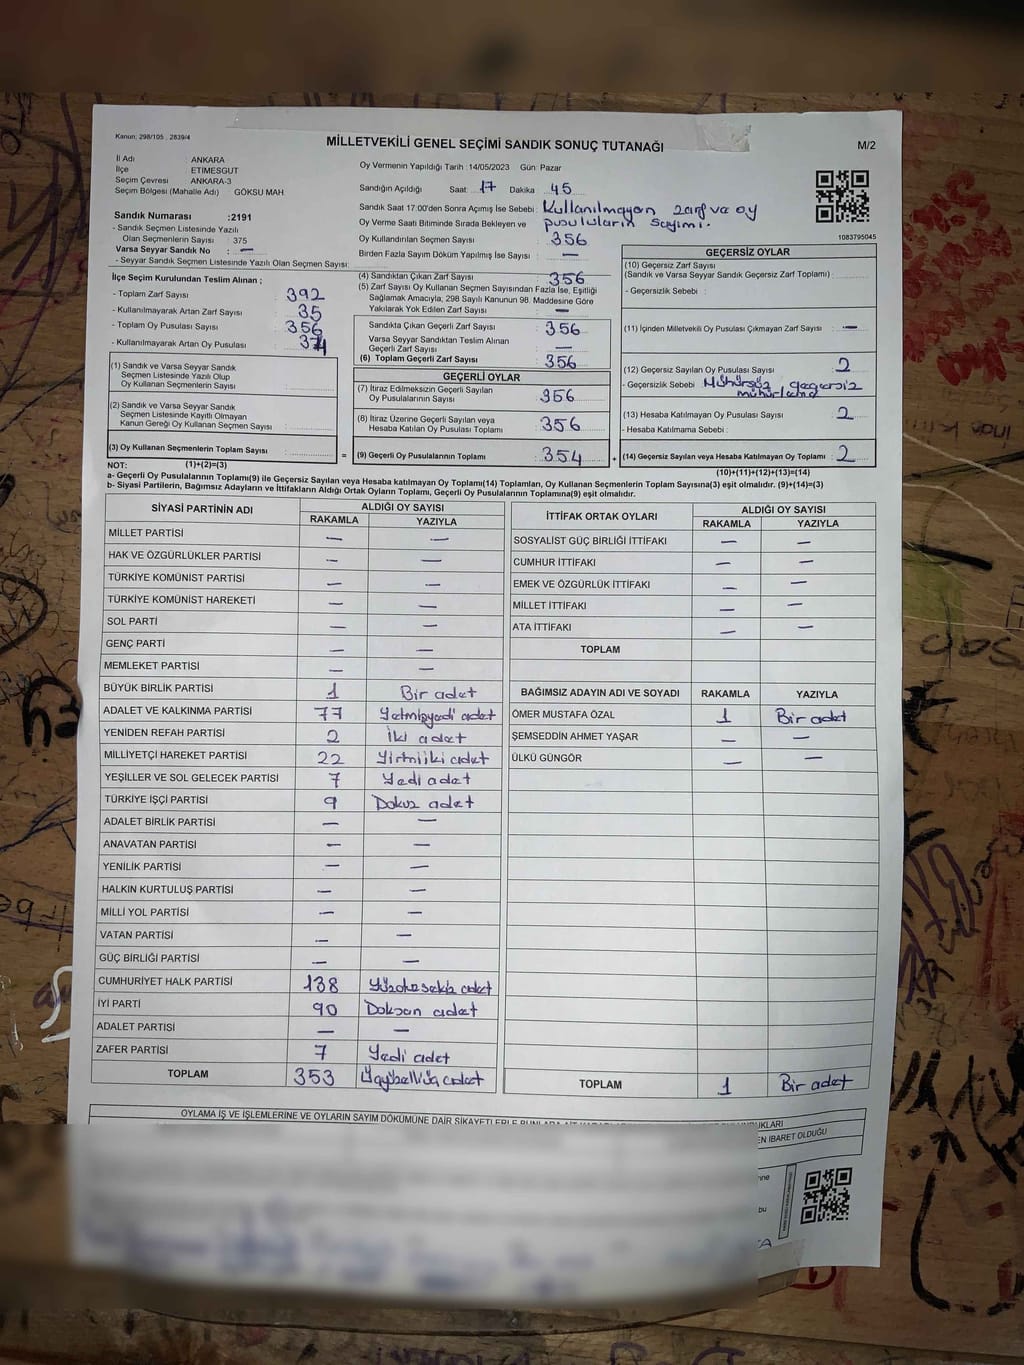 Kanun; 298/105 , 2839/4
MİLLETVEKİLİ GENEL SEÇİMİ SANDIK SONUÇ TUTANAĞI
M/2
İl Adı : ANKARA
İlçe : ETİMESGUT
Seçim Çevresi : ANKARA-3
Seçim Bölgesi (Mahalle Adı) : GÖKSU MAH
Sandık Numarası :2191
- Sandık Seçmen Listesinde Yazılı
Olan Seçmenlerin Sayısı : 375
Varsa Seyyar Sandık No : —
- Seyyar Sandık Seçmen Listesinde Yazılı Olan Seçmen Sayısı:
Oy Vermenin Yapıldığı Tarih :14/05/2023 Gün: Pazar
Sandığın Açıldığı Saat: 17 Dakika : 45
Sandık Saat 17:00'den Sonra Açımış İse Sebebi : Kullanılmayan zarf ve oy
Oy Verme Saati Bitiminde Sırada Bekleyen ve pusulularının sayımı.
Oy Kullandırılan Seçmen Sayısı : 356
Birden Fazla Sayım Döküm Yapılmış İse Sayısı : —
1083795045
İlçe Seçim Kurulundan Teslim Alınan ;
- Toplam Zarf Sayısı : 392
- Kullanılmayarak Artan Zarf Sayısı : 35
- Toplam Oy Pusulası Sayısı : 356
- Kullanılmayarak Artan Oy Pusulası
(1) Sandık ve Varsa Seyyar Sandık
Seçmen Listesinde Yazılı Olup
Oy Kullanan Seçmenlerin Sayısı :
(2) Sandık ve Varsa Seyyar Sandık
Seçmen Listesinde Kayıtlı Olmayan
Kanun Gereği Oy Kullanan Seçmen Sayısı :
(3) Oy Kullanan Seçmenlerin Toplam Sayısı :
(1)+(2)=(3)
(4) Sandıktan Çıkan Zarf Sayısı : 356
(5) Zarf Sayısı Oy Kullanan Seçmen Sayısından Fazla İse, Eşitliği
Sağlamak Amacıyla, 298 Sayılı Kanunun 98. Maddesine Göre
Yakılarak Yok Edilen Zarf Sayısı : —
Sandıkta Çıkan Geçerli Zarf Sayısı : 356
Varsa Seyyar Sandıktan Teslim Alınan
Geçerli Zarf Sayısı : —
(6) Toplam Geçerli Zarf Sayısı : 356
GEÇERLİ OYLAR
(7) İtiraz Edilmeksizin Geçerli Sayılan
Oy Pusulalarının Sayısı : 356
(8) İtiraz Üzerine Geçerli Sayılan veya
Hesaba Katılan Oy Pusulası Toplamı : 356
= (9) Geçerli Oy Pusulalarının Toplamı : 354 +
GEÇERSİZ OYLAR
(10) Geçersiz Zarf Sayısı
(Sandık ve Varsa Seyyar Sandık Geçersiz Zarf Toplamı) :
- Geçersizlik Sebebi :
(11) İçinden Milletvekili Oy Pusulası Çıkmayan Zarf Sayısı : —
(12) Geçersiz Sayılan Oy Pusulası Sayısı : 2
- Geçersizlik Sebebi : Mühürsüz, geçersiz
(13) Hesaba Katılmayan Oy Pusulası Sayısı : 2
- Hesaba Katılmama Sebebi :
(14) Geçersiz Sayılan veya Hesaba Katılmayan Oy Toplamı : 2
(10)+(11)+(12)+(13)=(14)
NOT:
a- Geçerli Oy Pusulalarının Toplamı(9) ile Geçersiz Sayılan veya Hesaba katılmayan Oy Toplamı(14) Toplamları, Oy Kullanan Seçmenlerin Toplam Sayısına(3) eşit olmalıdır. (9)+(14)=(3)
b- Siyasi Partilerin, Bağımsız Adayların ve İttifakların Aldığı Ortak Oyların Toplamı, Geçerli Oy Pusulalarının Toplamına(9) eşit olmalıdır.
SİYASİ PARTİNİN ADI ALDIĞI OY SAYISI
RAKAMLA YAZIYLA
MİLLET PARTİSİ — —
HAK VE ÖZGÜRLÜKLER PARTİSİ — —
TÜRKİYE KOMÜNİST PARTİSİ — —
TÜRKİYE KOMÜNİST HAREKETİ — —
SOL PARTİ — —
GENÇ PARTİ — —
MEMLEKET PARTİSİ — —
BÜYÜK BİRLİK PARTİSİ 1 Bir adet
ADALET VE KALKINMA PARTİSİ 77 Yetmişyedi adet
YENİDEN REFAH PARTİSİ 2 İki adet
MİLLİYETÇİ HAREKET PARTİSİ 22 Yirmiiki adet
YEŞİLLER VE SOL GELECEK PARTİSİ 7 Yedi adet
TÜRKİYE İŞÇİ PARTİSİ 9 Dokuz adet
ADALET BİRLİK PARTİSİ — —
ANAVATAN PARTİSİ — —
YENİLİK PARTİSİ — —
HALKIN KURTULUŞ PARTİSİ — —
MİLLİ YOL PARTİSİ — —
VATAN PARTİSİ — —
GÜÇ BİRLİĞİ PARTİSİ — —
CUMHURİYET HALK PARTİSİ 138 Yüzotuzsekiz adet
İYİ PARTİ 90 Doksan adet
ADALET PARTİSİ — —
ZAFER PARTİSİ 7 Yedi adet
TOPLAM 353 Üçyüzelliüç adet
İTTİFAK ORTAK OYLARI ALDIĞI OY SAYISI
RAKAMLA YAZIYLA
SOSYALİST GÜÇ BİRLİĞİ İTTİFAKI — —
CUMHUR İTTİFAKI — —
EMEK VE ÖZGÜRLÜK İTTİFAKI — —
MİLLET İTTİFAKI — —
ATA İTTİFAKI — —
TOPLAM
BAĞIMSIZ ADAYIN ADI VE SOYADI RAKAMLA YAZIYLA
ÖMER MUSTAFA ÖZAL 1 Bir adet
ŞEMSEDDİN AHMET YAŞAR — —
ÜLKÜ GÜNGÖR — —
TOPLAM 1 Bir adet
OYLAMA İŞ VE İŞLEMLERİNE VE OYLARIN SAYIM DÖKÜMÜNE DAİR ŞİKAYETLERLE
EN İBARET OLDUĞU